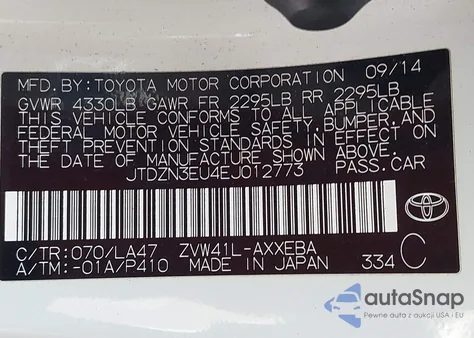 MFD.BY:TOYOTA MOTOR CORPORATION 09/14
GVWR 4330LB GAWR FR 2295LB RR 2295LB
THIS VEHICLE CONFORMS TO ALL APPLICABLE
FEDERAL MOTOR VEHICLE SAFETY,BUMPER,AND
THEFT PREVENTION STANDARDS IN EFFECT ON
THE DATE OF MANUFACTURE SHOWN ABOVE.
JTDZN3EU4EJ012773 PASS.CAR
TOYOTA
C/TR:070/LA47 ZVW41L-AXXEBA
A/TM:-01A/P410 MADE IN JAPAN 334 C
autoSnap
Pewne auta z aukcji USA i EU